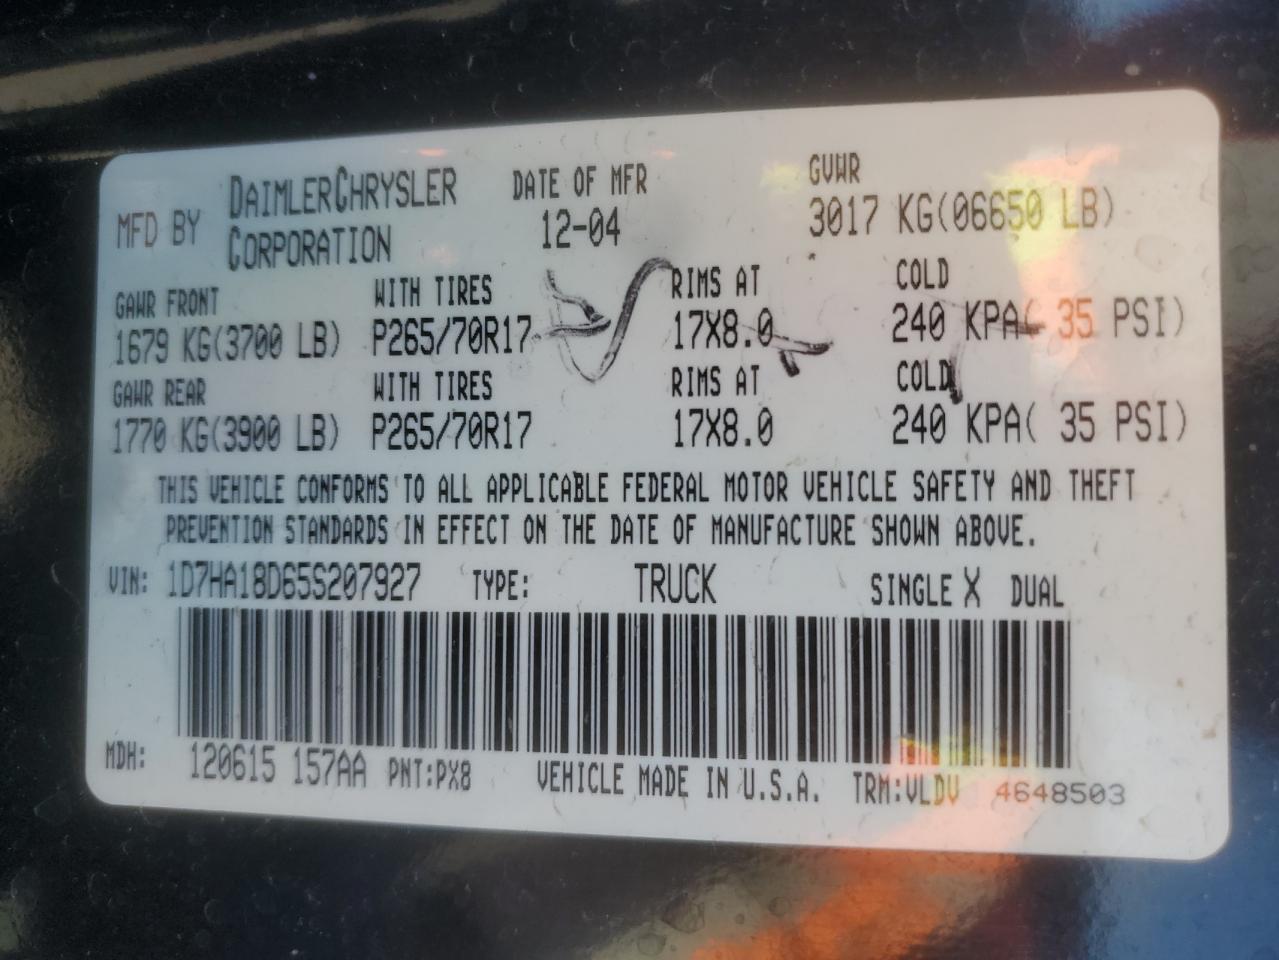 MFD BY DAIMLERCHRYSLER CORPORATION DATE OF MFR 12-04 GVWR 3017 KG(06650 LB)
GAWR FRONT WITH TIRES RIMS AT COLD
1679 KG(3700 LB) P265/70R17 17X8.0 240 KPA( 35 PSI)
GAWR REAR WITH TIRES RIMS AT COLD
1770 KG(3900 LB) P265/70R17 17X8.0 240 KPA( 35 PSI)
THIS VEHICLE CONFORMS TO ALL APPLICABLE FEDERAL MOTOR VEHICLE SAFETY AND THEFT
PREVENTION STANDARDS IN EFFECT ON THE DATE OF MANUFACTURE SHOWN ABOVE.
VIN: 1D7HA18D65S207927 TYPE: TRUCK SINGLE X DUAL
MDH: 120615 157AA PNT:PX8 VEHICLE MADE IN U.S.A. TRM:VLDV 4648503